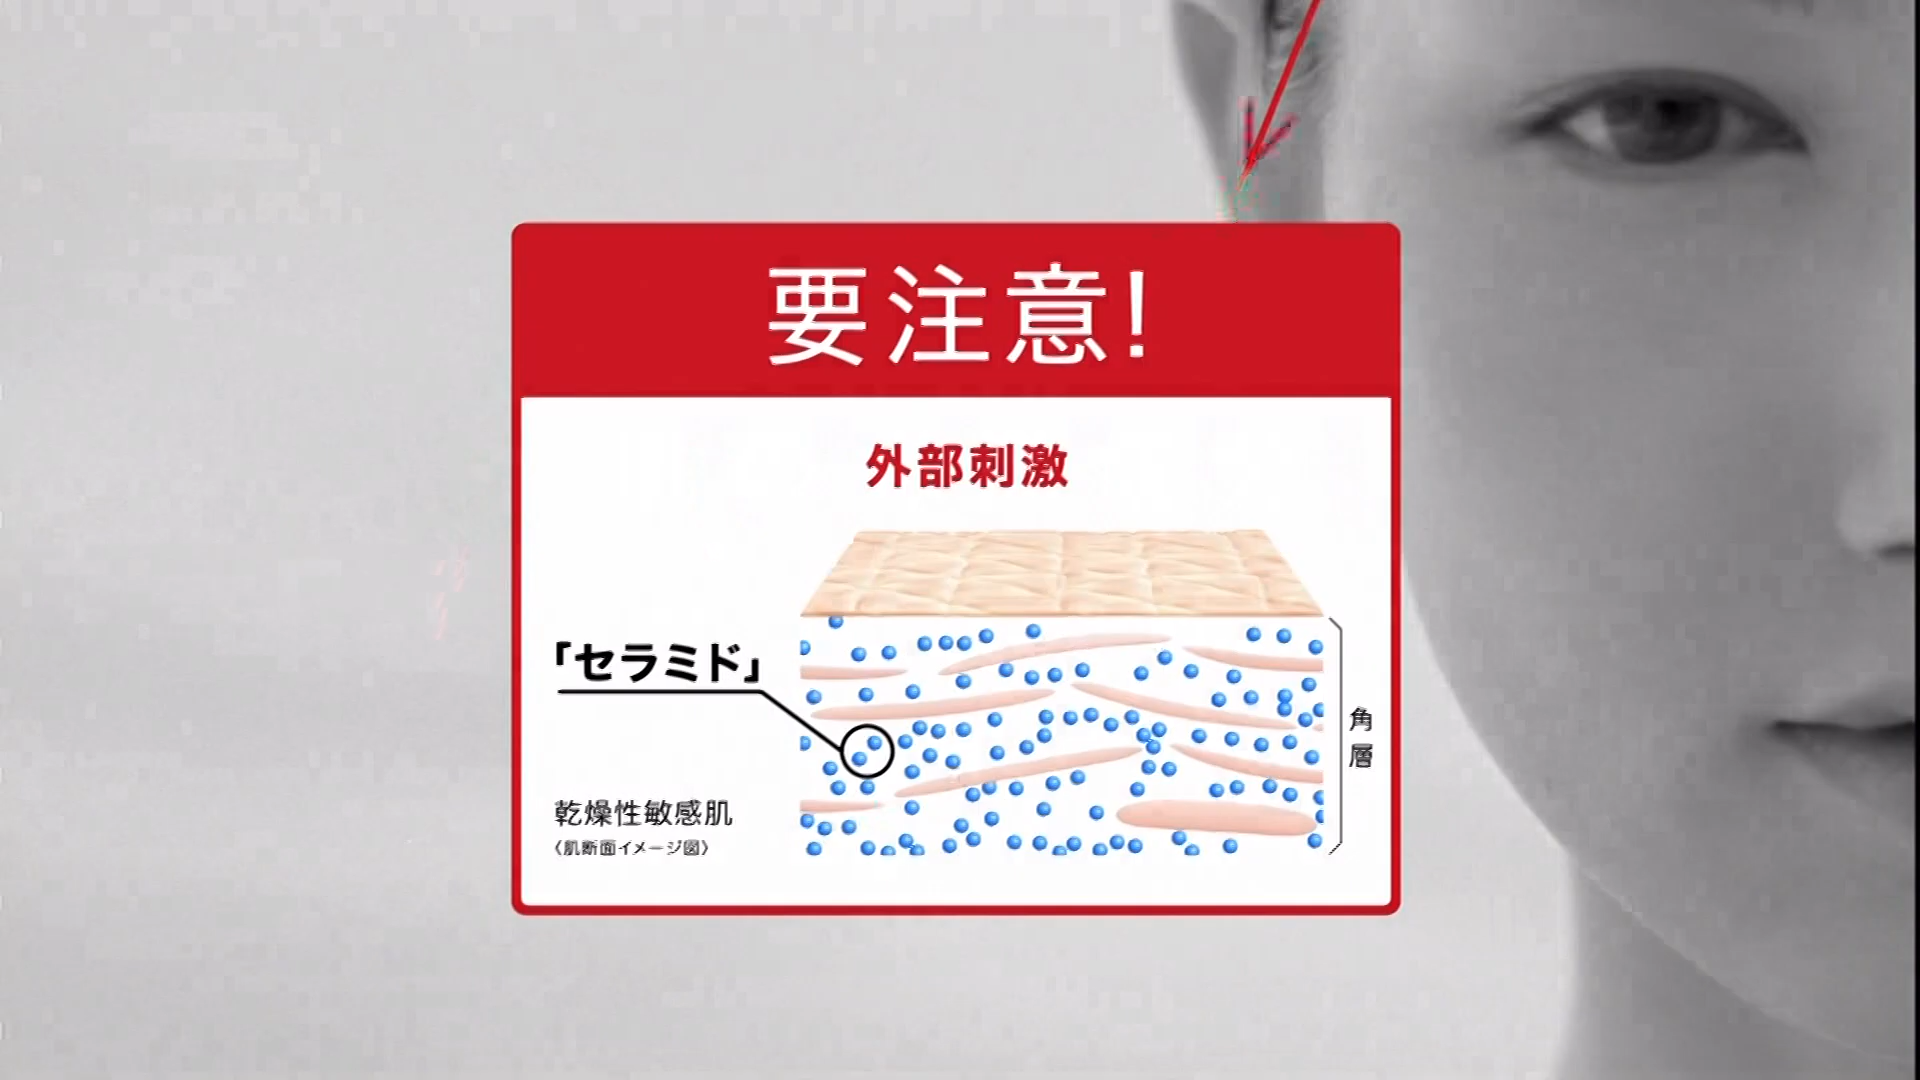 要注意!
外部刺激
「セラミド」
角層
乾燥性敏感肌
〈肌断面イメージ図〉